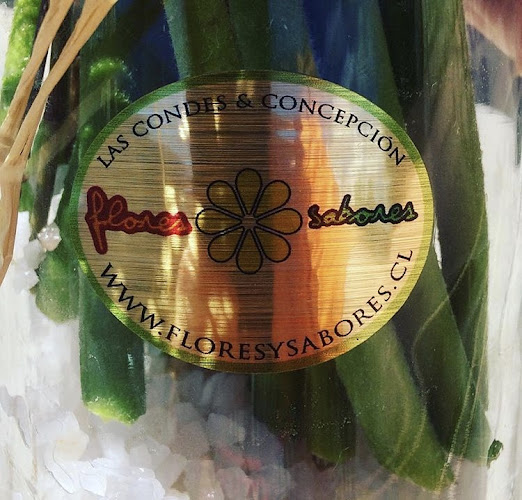 LAS CONDES & CONCEPCIÓN
flores sabores
WWW.FLORESYSABORES.CL